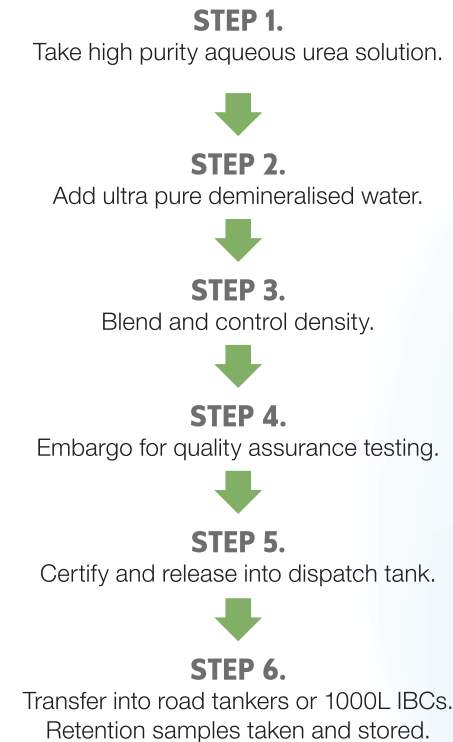 STEP 1.
Take high purity aqueous urea solution.
STEP 2.
Add ultra pure demineralised water.
STEP 3.
Blend and control density.
STEP 4.
Embargo for quality assurance testing.
STEP 5.
Certify and release into dispatch tank.
STEP 6.
Transfer into road tankers or 1000L IBCs.
Retention samples taken and stored.